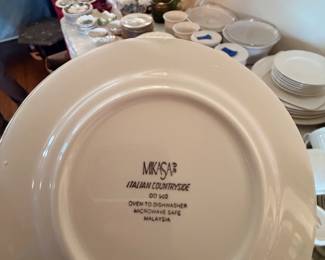 MIKASA
ITALIAN COUNTRYSIDE
DD 900
OVEN TO DISHWASHER
MICROWAVE SAFE
MALAYSIA